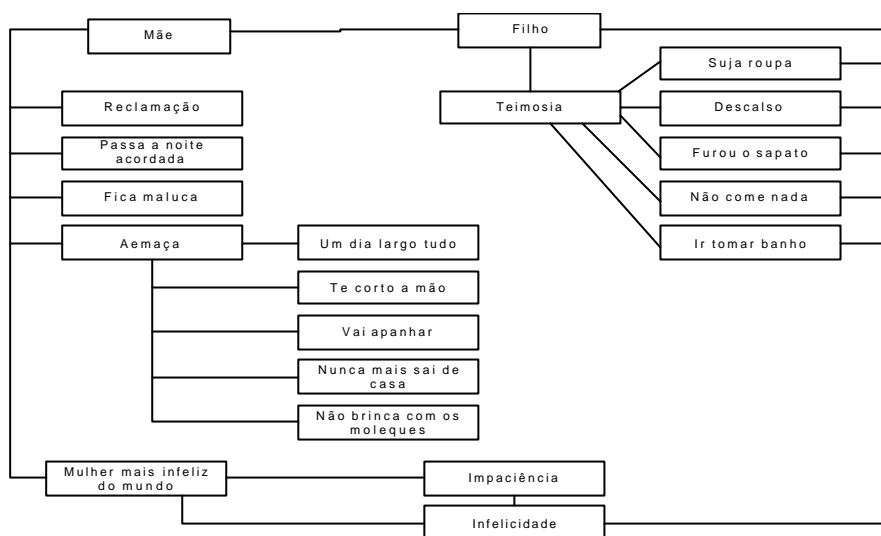 Mãe
Filho
Suja roupa
Teimosia
Reclamação
Descalso
Passa a noite
acordada
Furou o sapato
Fica maluca
Não come nada
Aemaça
Um dia largo tudo
Ir tomar banho
Te corto a mão
Vai apanhar
Nunca mais sai de
casa
Não brinca com os
moleques
Mulher mais infeliz
do mundo
Impaciência
Infelicidade